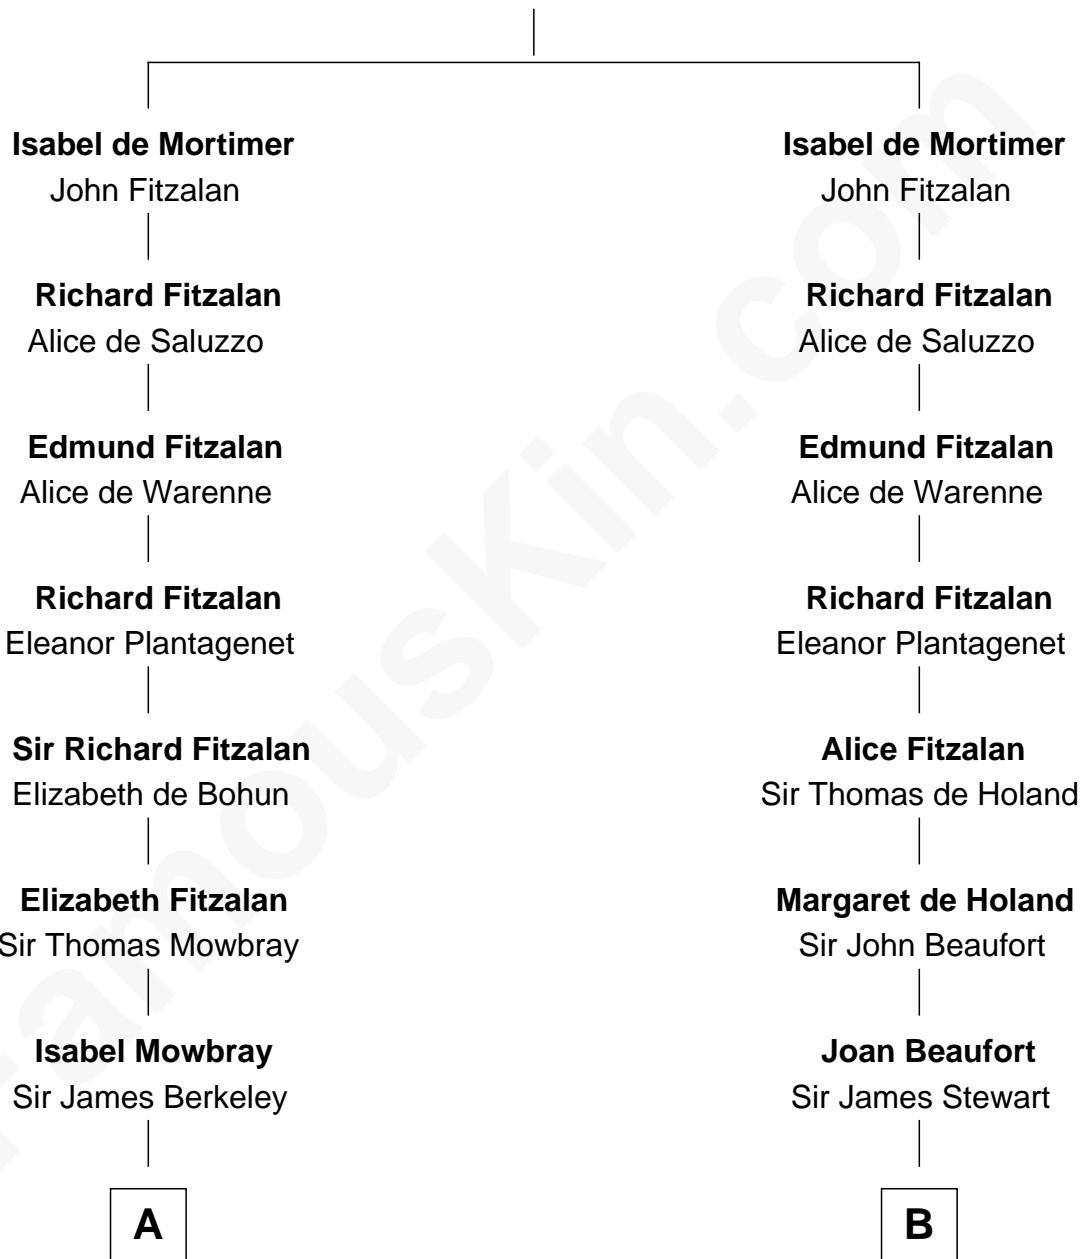 Isabel de Mortimer
John Fitzalan
Richard Fitzalan
Alice de Saluzzo
Edmund Fitzalan
Alice de Warenne
Richard Fitzalan
Eleanor Plantagenet
Sir Richard Fitzalan
Elizabeth de Bohun
Elizabeth Fitzalan
Sir Thomas Mowbray
Isabel Mowbray
Sir James Berkeley
A
Isabel de Mortimer
John Fitzalan
Richard Fitzalan
Alice de Saluzzo
Edmund Fitzalan
Alice de Warenne
Richard Fitzalan
Eleanor Plantagenet
Alice Fitzalan
Sir Thomas de Holand
Margaret de Holand
Sir John Beaufort
Joan Beaufort
Sir James Stewart
B
FamousKin.com